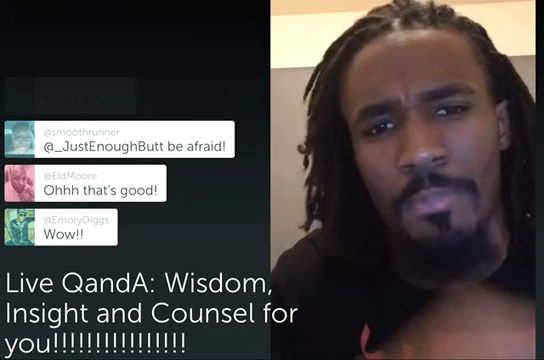 @smoothrunner
@_JustEnoughButt be afraid!
@EldMoore
Ohhh that's good!
@EmoryDiggs
Wow!!
Live QandA: Wisdom,
Insight and Counsel for
you!!!!!!!!!!!!!!!!!